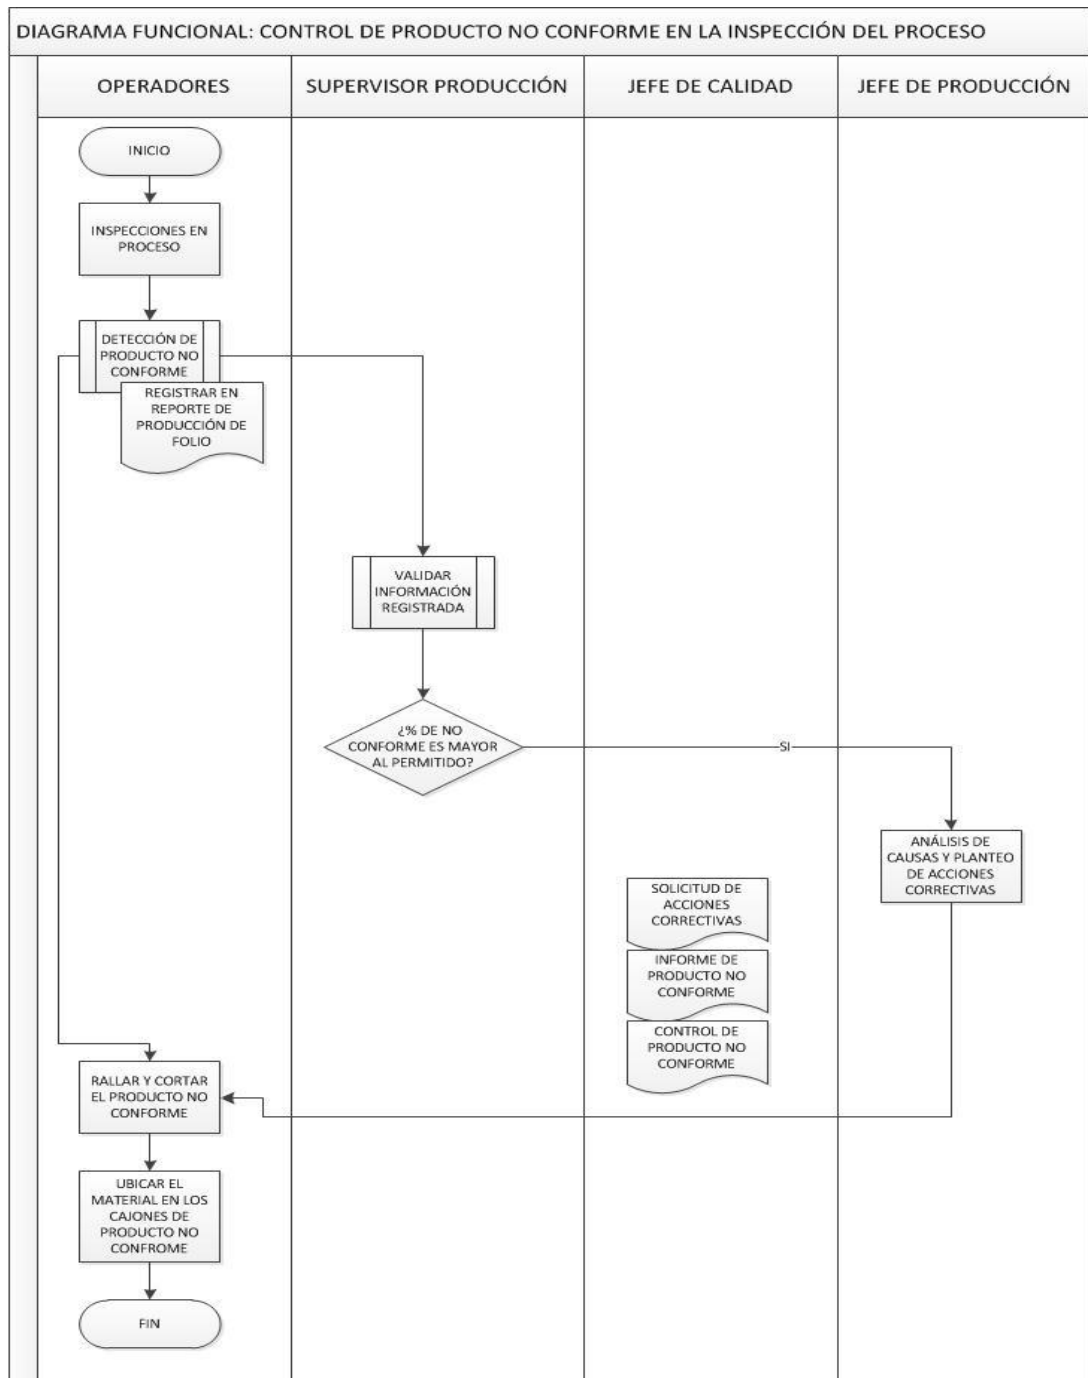 DIAGRAMA FUNCIONAL: CONTROL DE PRODUCTO NO CONFORME EN LA INSPECCIÓN DEL PROCESO
OPERADORES
SUPERVISOR PRODUCCIÓN
JEFE DE CALIDAD
JEFE DE PRODUCCIÓN
INICIO
INSPECCIONES EN
PROCESO
DETECCIÓN DE
PRODUCTO NO
CONFORME
REGISTRAR EN
REPORTE DE
PRODUCCIÓN DE
FOLIO
VALIDAR
INFORMACIÓN
REGISTRADA
¿% DE NO
CONFORME ES MAYOR
AL PERMITIDO?
SI
ANÁLISIS DE
CAUSAS Y PLANTEO
DE ACCIONES
CORRECTIVAS
SOLICITUD DE
ACCIONES
CORRECTIVAS
INFORME DE
PRODUCTO NO
CONFORME
CONTROL DE
PRODUCTO NO
CONFORME
RALLAR Y CORTAR
EL PRODUCTO NO
CONFORME
UBICAR EL
MATERIAL EN LOS
CAJONES DE
PRODUCTO NO
CONFROME
FIN